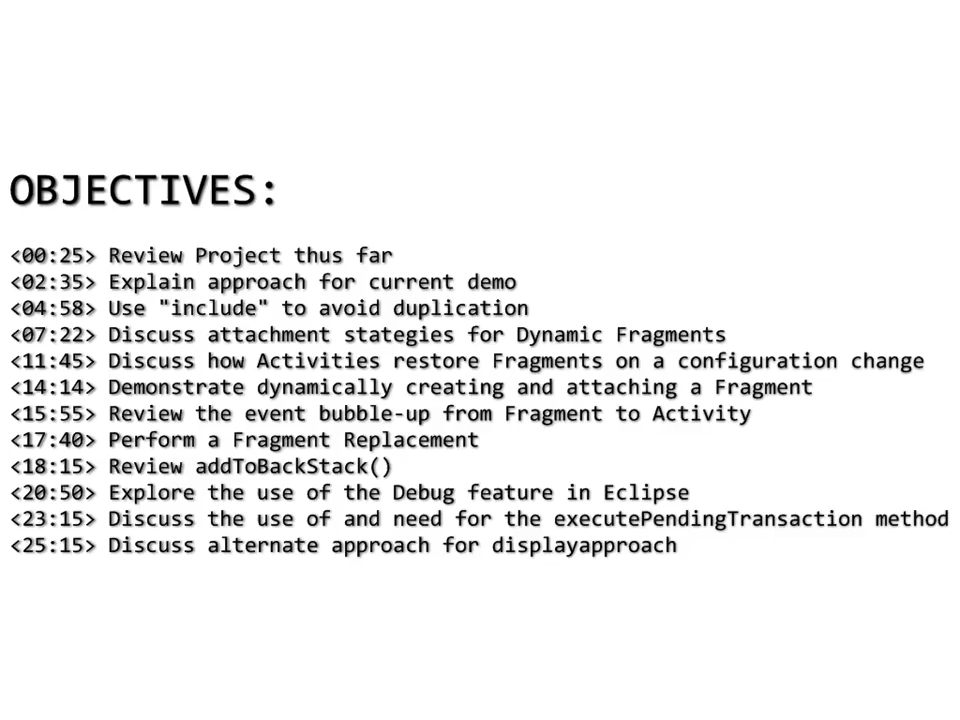 OBJECTIVES:
<00:25> Review Project thus far
<02:35> Explain approach for current demo
<04:58> Use "include" to avoid duplication
<07:22> Discuss attachment stategies for Dynamic Fragments
<11:45> Discuss how Activities restore Fragments on a configuration change
<14:14> Demonstrate dynamically creating and attaching a Fragment
<15:55> Review the event bubble-up from Fragment to Activity
<17:40> Perform a Fragment Replacement
<18:15> Review addToBackStack()
<20:50> Explore the use of the Debug feature in Eclipse
<23:15> Discuss the use of and need for the executePendingTransaction method
<25:15> Discuss alternate approach for displayapproach